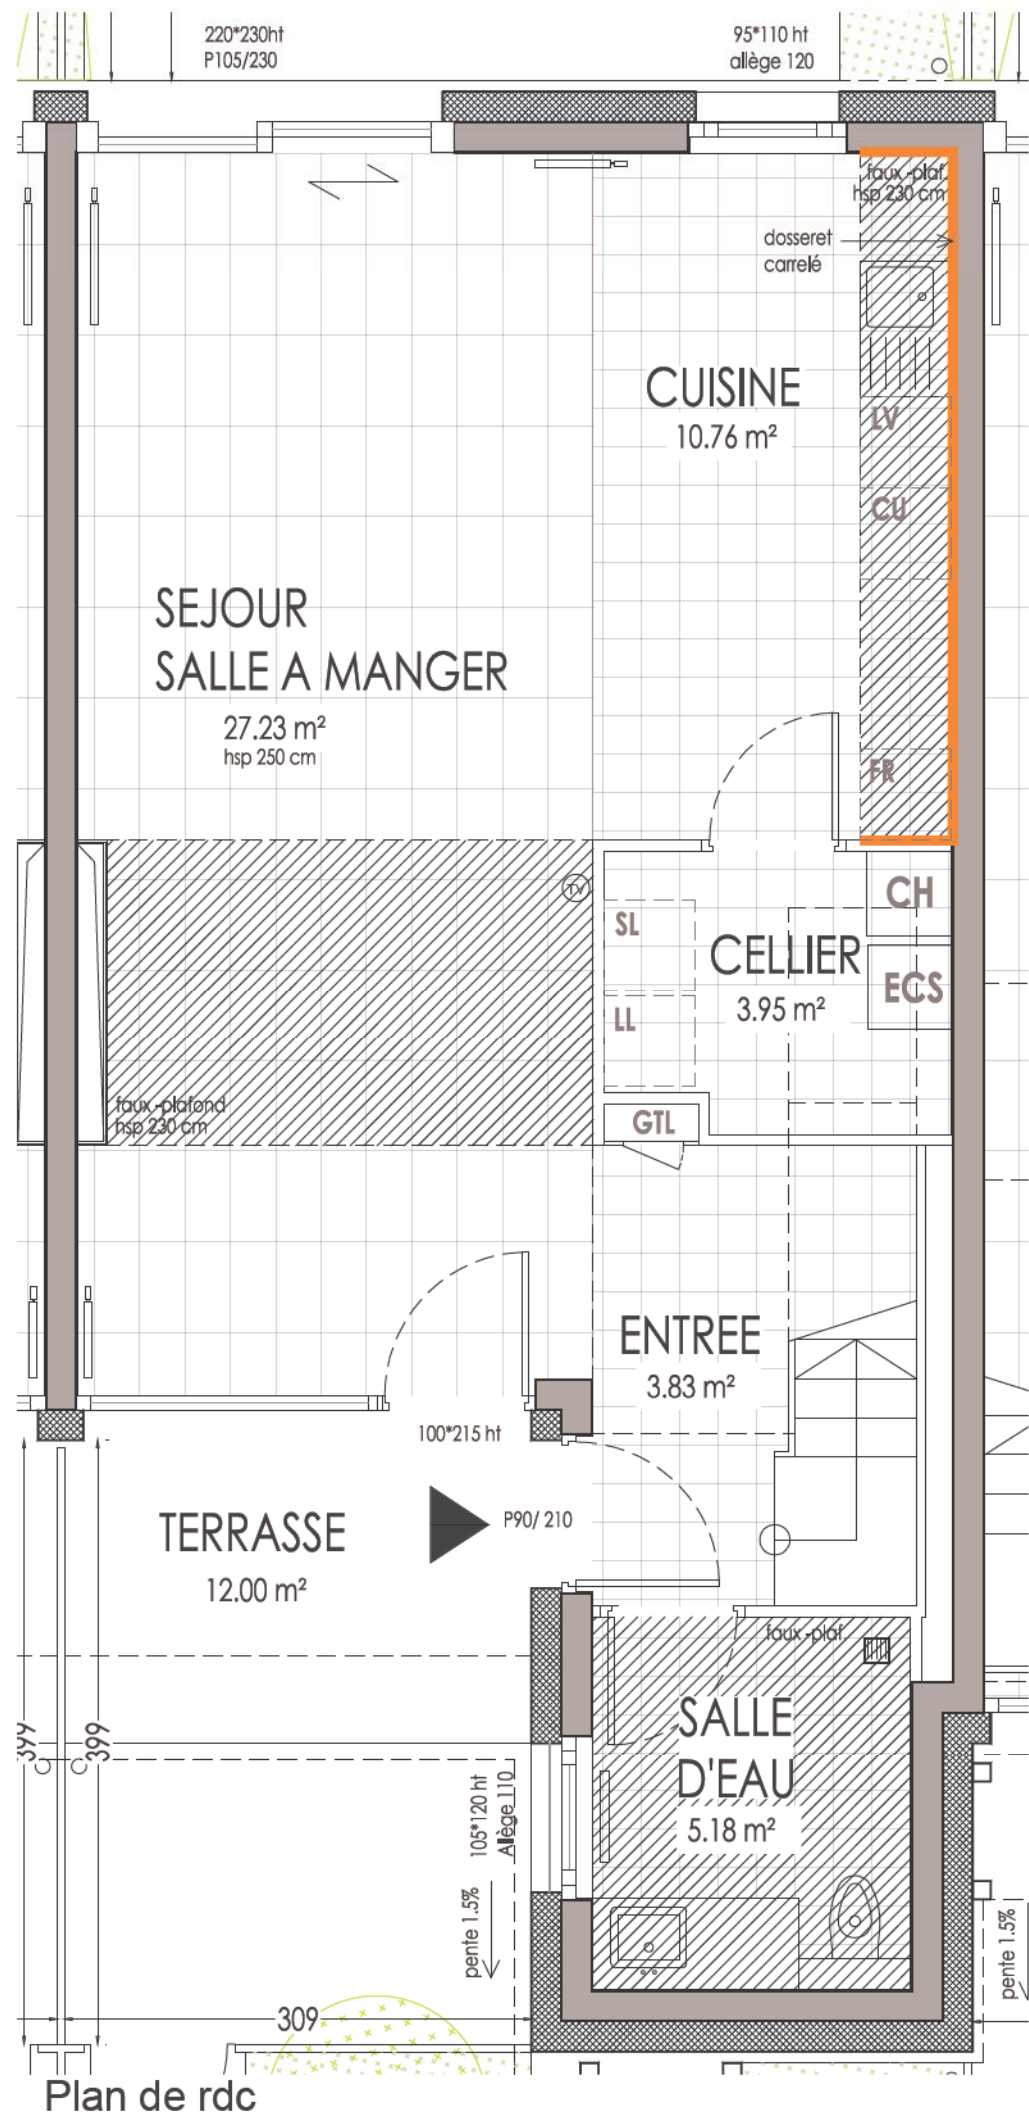 220*230ht
P105/230
95*110 ht
allège 120
faux -plaf.
hsp 230 cm
dosseret
carrelé
CUISINE
10.76 m²
LV
CU
SEJOUR
SALLE A MANGER
27.23 m²
hsp 250 cm
FR
TV
CH
SL
CELLIER
3.95 m²
ECS
LL
faux -plafond
hsp 230 cm
GTL
ENTREE
3.83 m²
100*215 ht
TERRASSE
12.00 m²
P90/ 210
faux -plaf.
SALLE
D'EAU
5.18 m²
399
399
105*120 ht
Allège 110
pente 1.5%
pente 1.5%
309
Plan de rdc